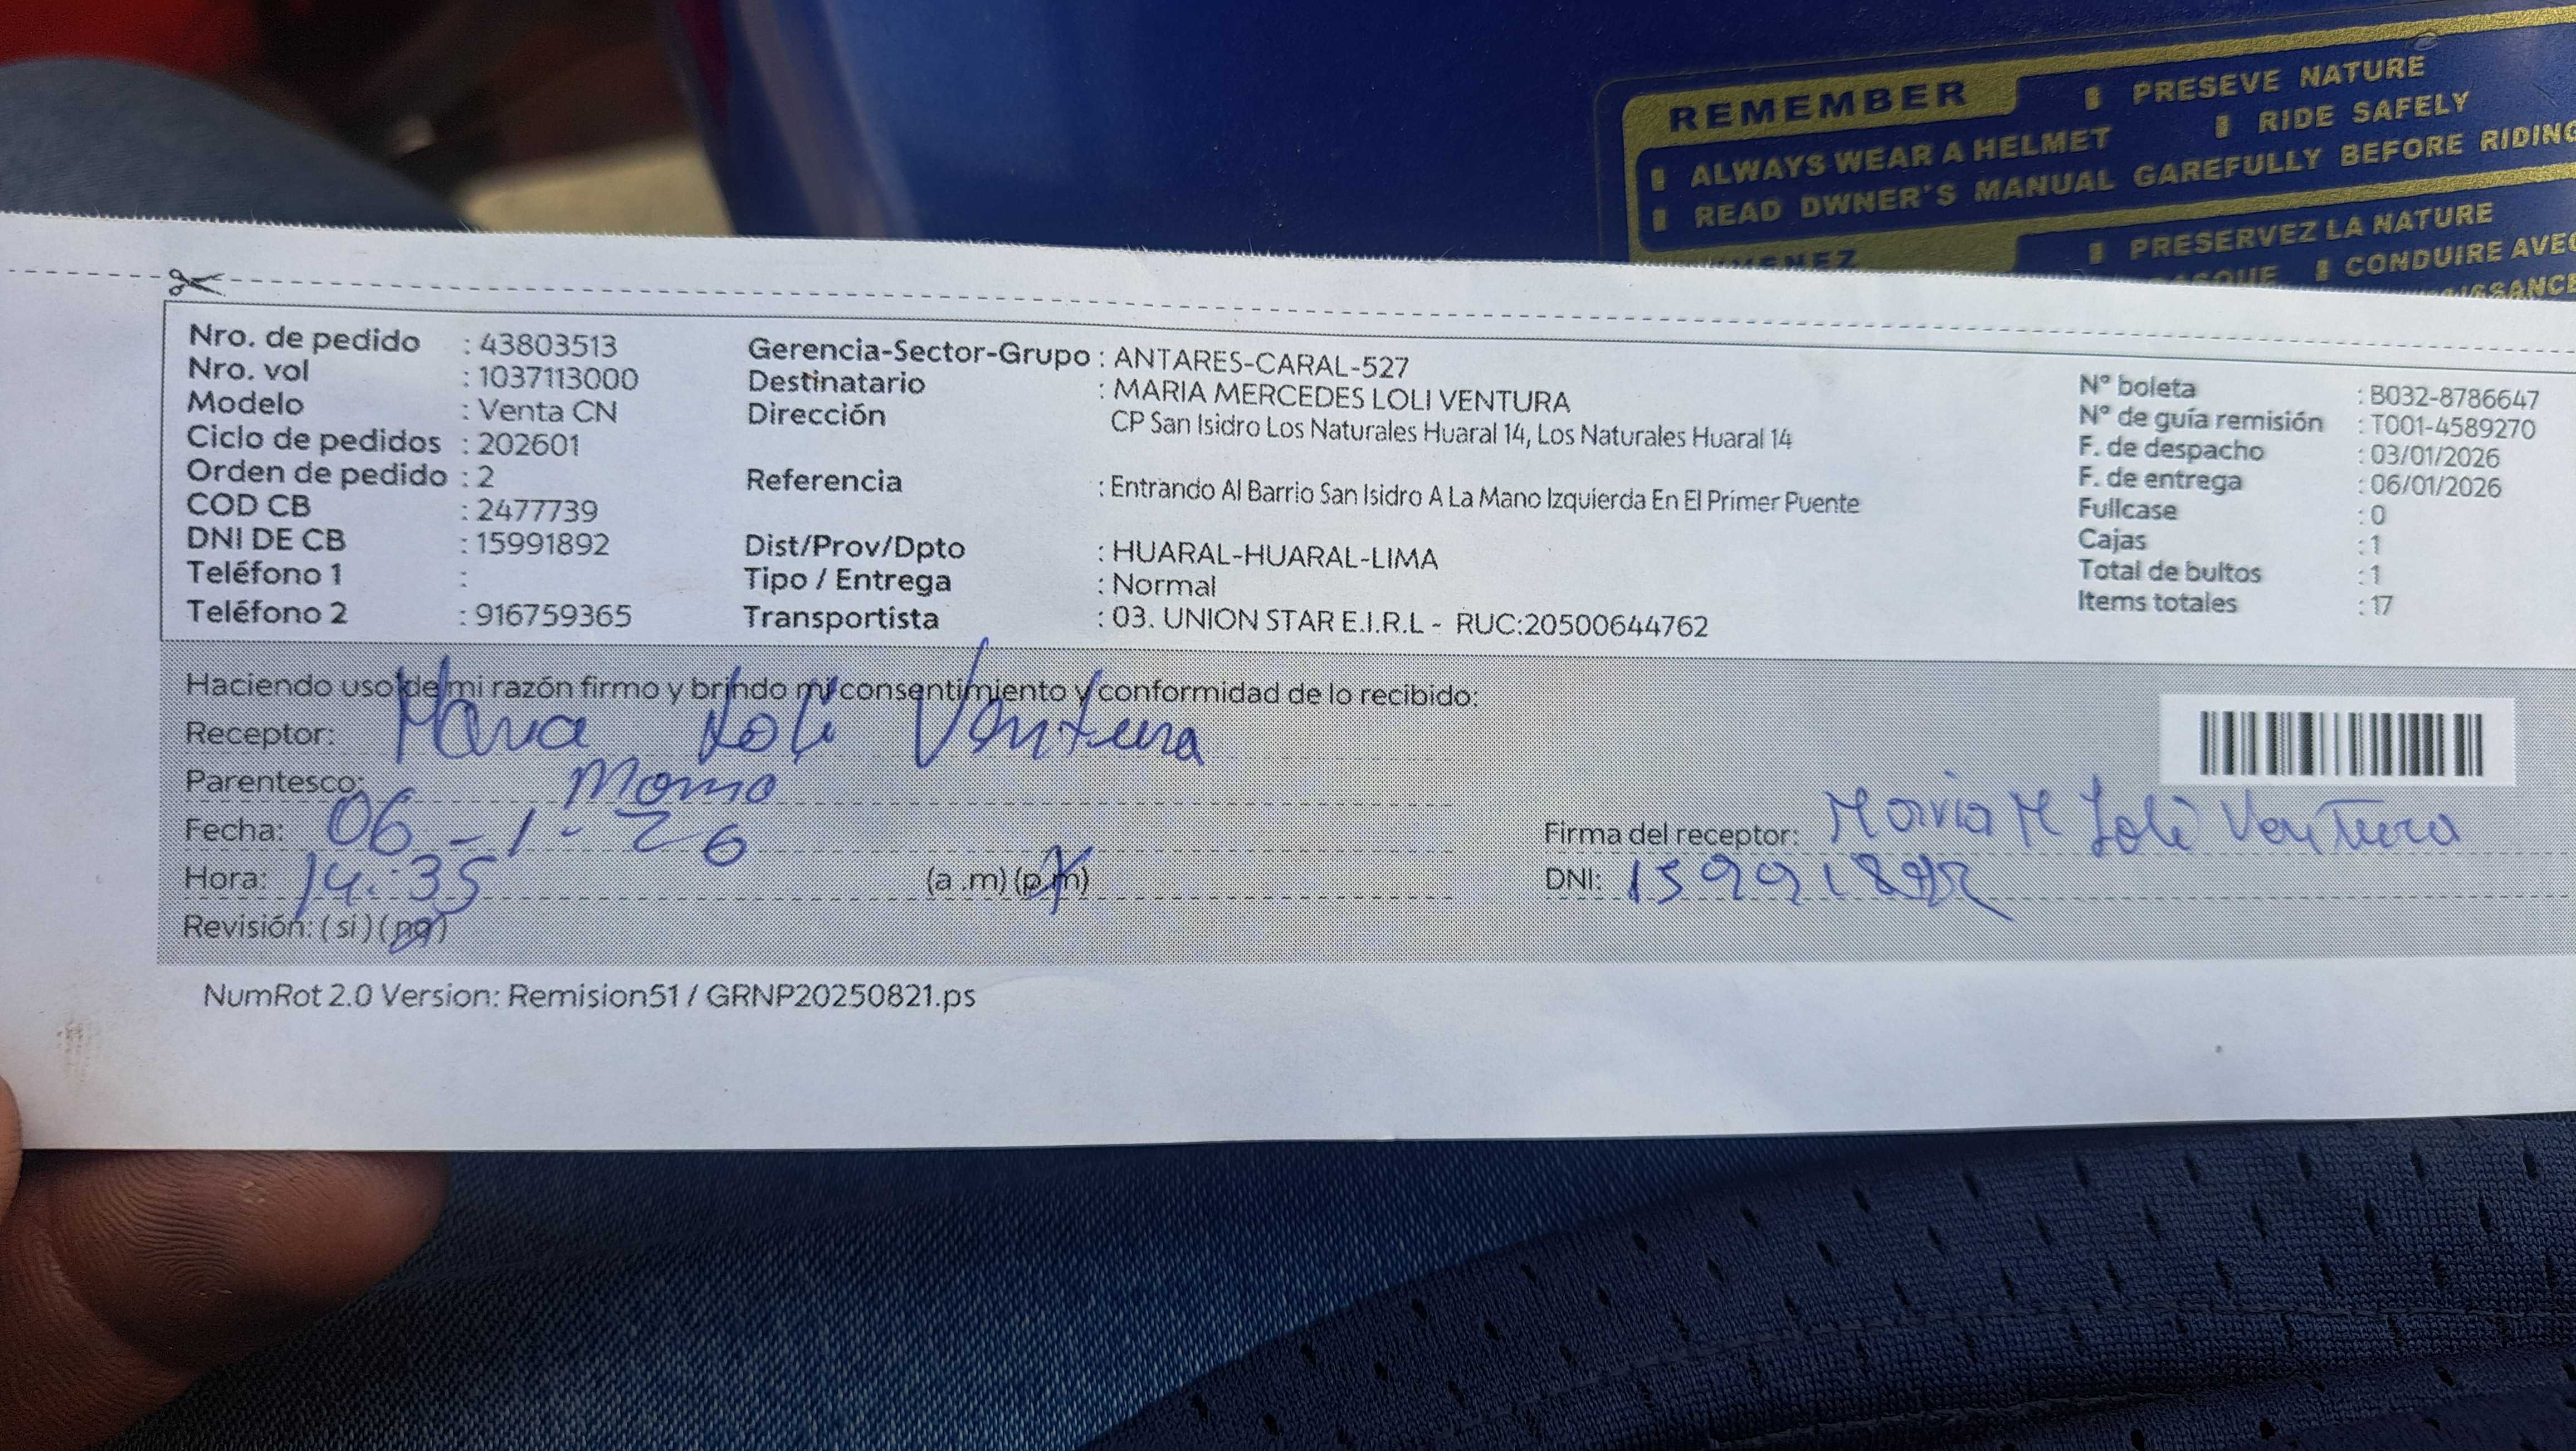 REMEMBER
PRESEVE NATURE
RIDE SAFELY
ALWAYS WEAR A HELMET
READ DWNER'S MANUAL GAREFULLY BEFORE RIDING
PRESERVEZ LA NATURE
CONDUIRE AVEC
Nro. de pedido : 43803513
Nro. vol : 1037113000
Modelo : Venta CN
Ciclo de pedidos : 202601
Orden de pedido : 2
COD CB : 2477739
DNI DE CB : 15991892
Teléfono 1 :
Teléfono 2 : 916759365
Gerencia-Sector-Grupo : ANTARES-CARAL-527
Destinatario : MARIA MERCEDES LOLI VENTURA
Dirección CP San Isidro Los Naturales Huaral 14, Los Naturales Huaral 14
Referencia : Entrando Al Barrio San Isidro A La Mano Izquierda En El Primer Puente
Dist/Prov/Dpto : HUARAL-HUARAL-LIMA
Tipo / Entrega : Normal
Transportista : 03. UNION STAR E.I.R.L - RUC:20500644762
N° boleta : B032-8786647
N° de guía remisión : T001-4589270
F. de despacho : 03/01/2026
F. de entrega : 06/01/2026
Fullcase : 0
Cajas : 1
Total de bultos : 1
Items totales : 17
Haciendo uso de mi razón firmo y brindo mi consentimiento y conformidad de lo recibido:
Receptor: Maria Loli Ventura
Parentesco:
Fecha: 06-1-26
Hora: 14:35 (a .m) (p.m)
Revisión: ( si ) ( no )
Firma del receptor: Maria M Loli Ventura
DNI: 15991892
NumRot 2.0 Version: Remision51 / GRNP20250821.ps